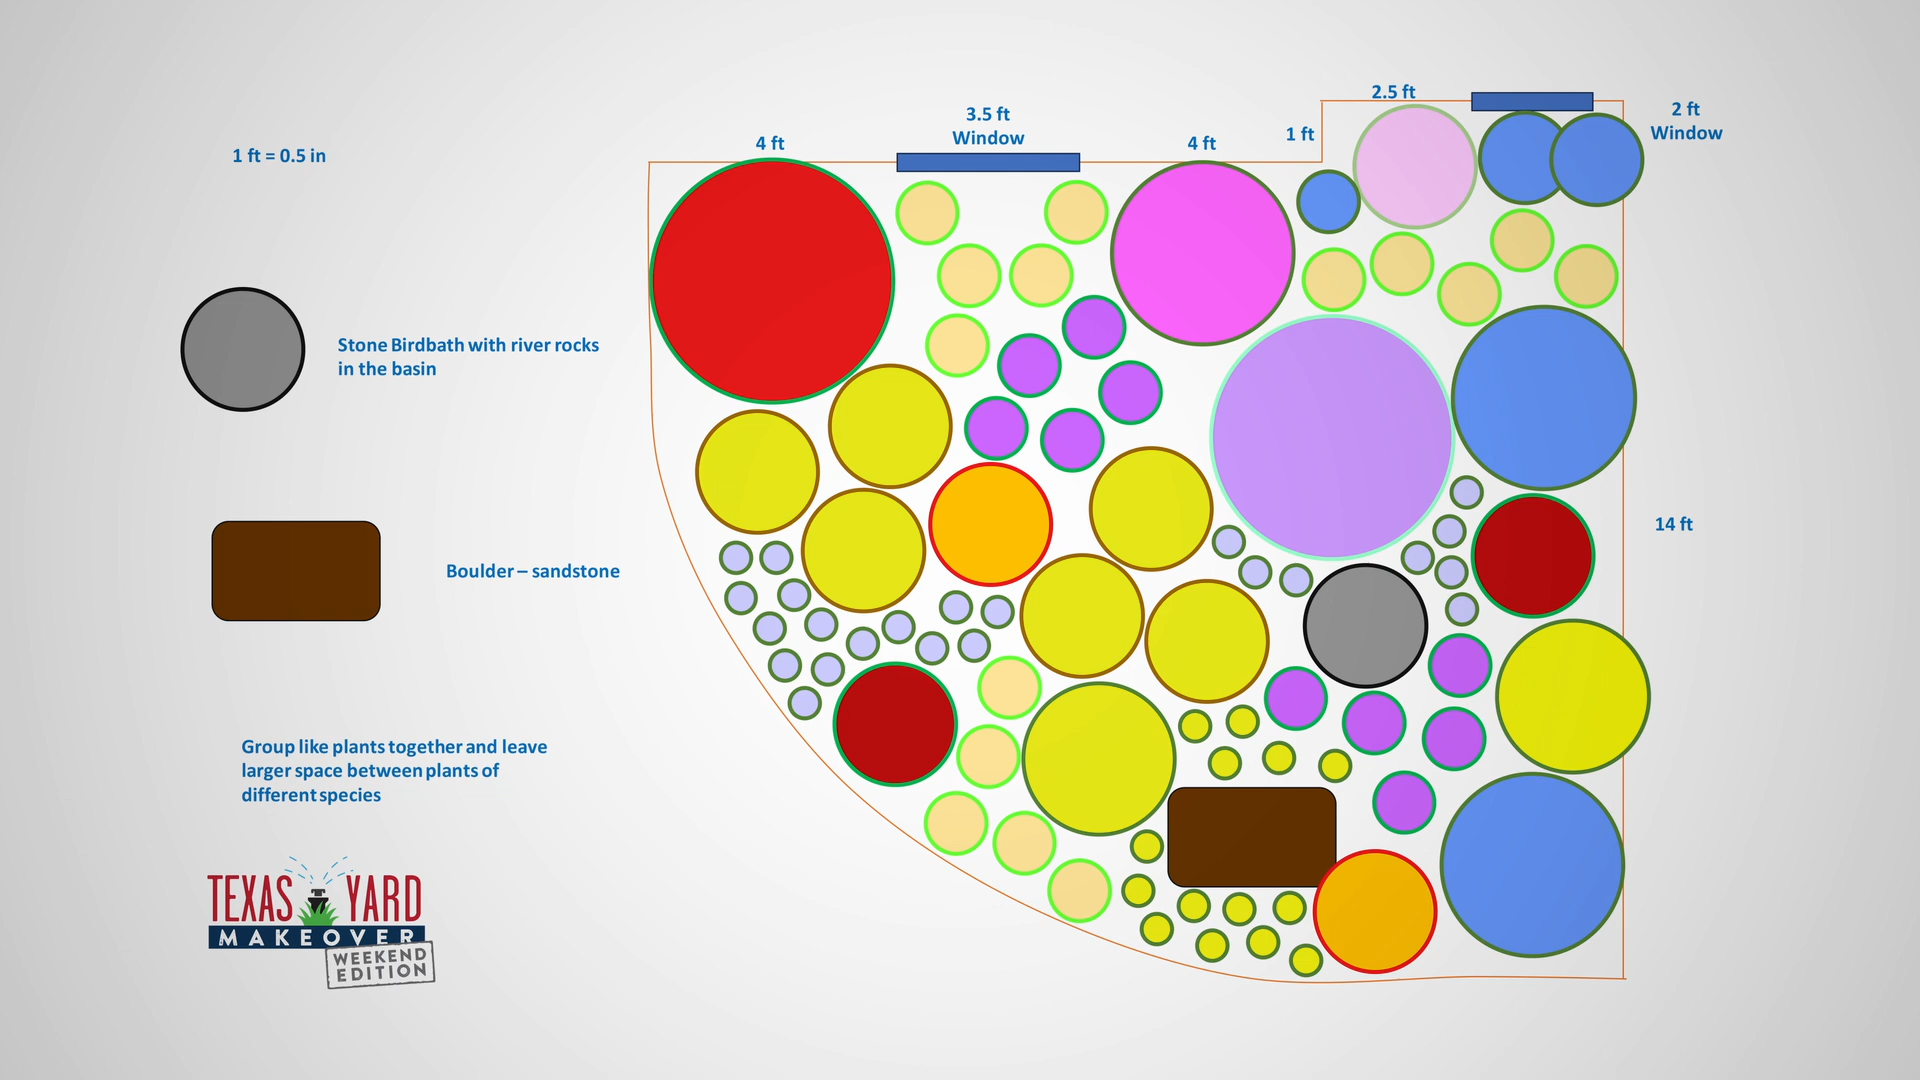 1 ft = 0.5 in
4 ft
3.5 ft
Window
4 ft
1 ft
2.5 ft
2 ft
Window
14 ft
Stone Birdbath with river rocks
in the basin
Boulder – sandstone
Group like plants together and leave
larger space between plants of
different species
TEXAS YARD
MAKEOVER
WEEKEND
EDITION